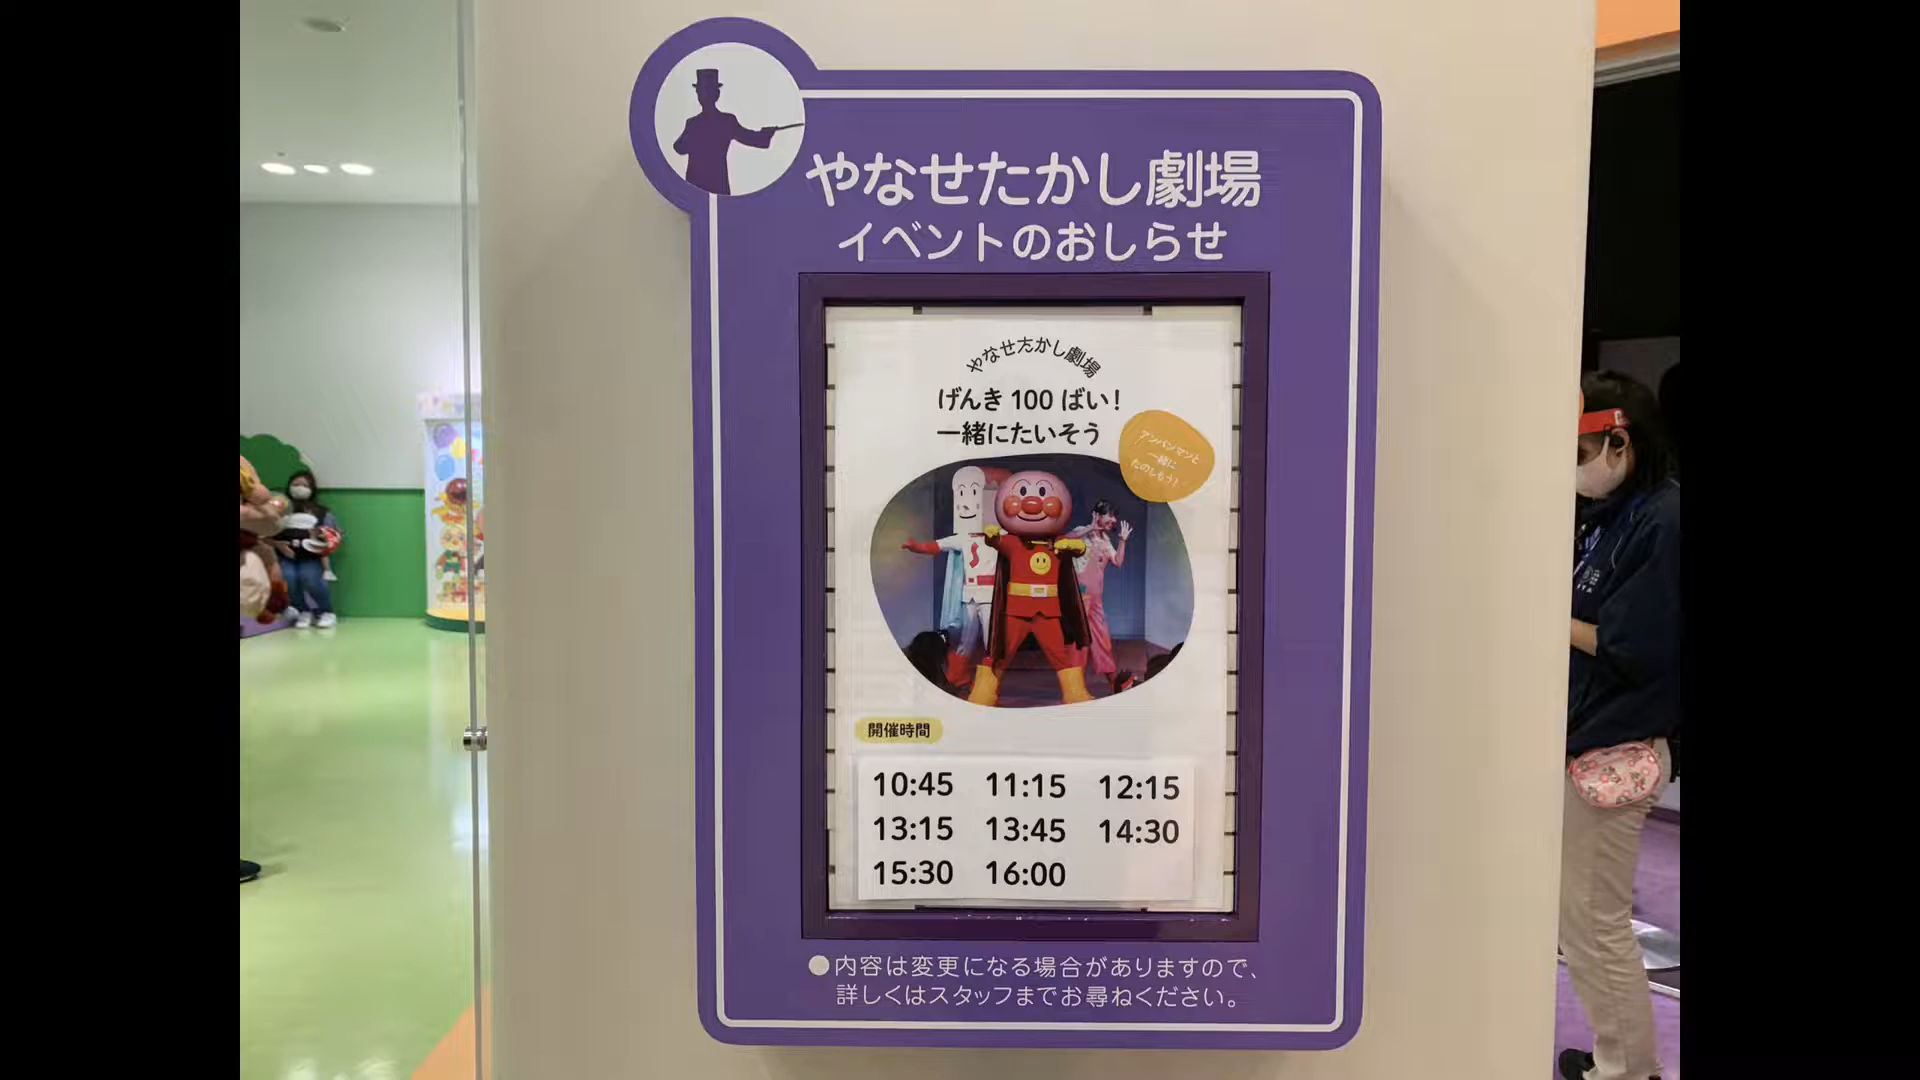 やなせたかし劇場
イベントのおしらせ
やなせたかし劇場
げんき100ばい!
一緒にたいそう
アンパンマンと
一緒に
たのしもう!
開催時間
10:45 11:15 12:15
13:15 13:45 14:30
15:30 16:00
●内容は変更になる場合がありますので、
詳しくはスタッフまでお尋ねください。